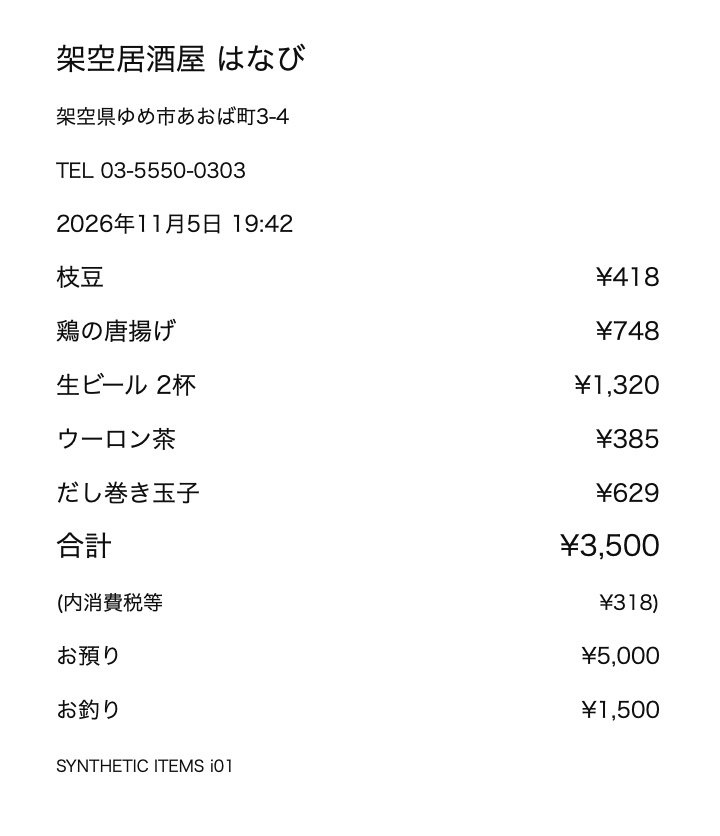 架空居酒屋 はなび
架空県ゆめ市あおば町3-4
TEL 03-5550-0303
2026年11月5日 19:42
枝豆 ¥418
鶏の唐揚げ ¥748
生ビール 2杯 ¥1,320
ウーロン茶 ¥385
だし巻き玉子 ¥629
合計 ¥3,500
(内消費税等 ¥318)
お預り ¥5,000
お釣り ¥1,500
SYNTHETIC ITEMS i01